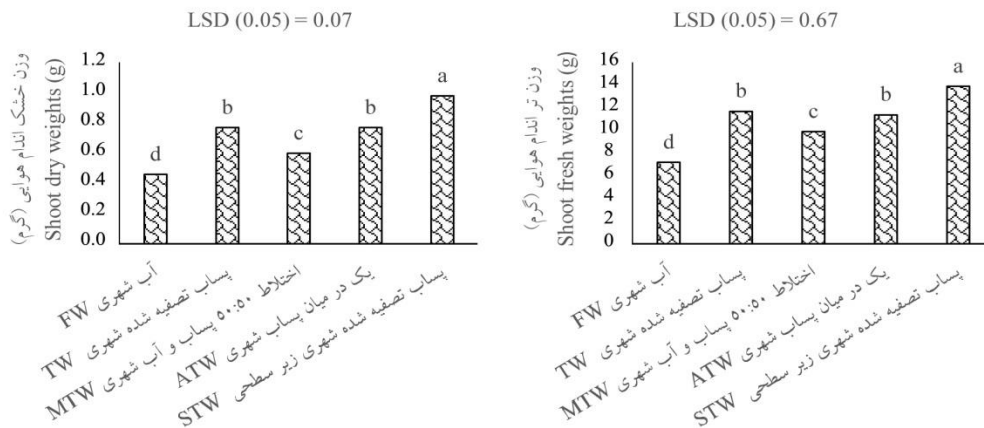 LSD (0.05) = 0.07
وزن خشک اندام هوایی (گرم)
Shoot dry weights (g)
1.2
1.0
0.8
0.6
0.4
0.2
0.0
d
b
c
b
a
آب شهری FW
پساب تصفیه شده شهری TW
اختلاط ۵۰:۵۰ پساب و آب شهری MTW
یک در میان پساب شهری ATW
پساب تصفیه شده شهری زیر سطحی STW
LSD (0.05) = 0.67
وزن تر اندام هوایی (گرم)
Shoot fresh weights (g)
16
14
12
10
8
6
4
2
0
d
b
c
b
a
آب شهری FW
پساب تصفیه شده شهری TW
اختلاط ۵۰:۵۰ پساب و آب شهری MTW
یک در میان پساب شهری ATW
پساب تصفیه شده شهری زیر سطحی STW